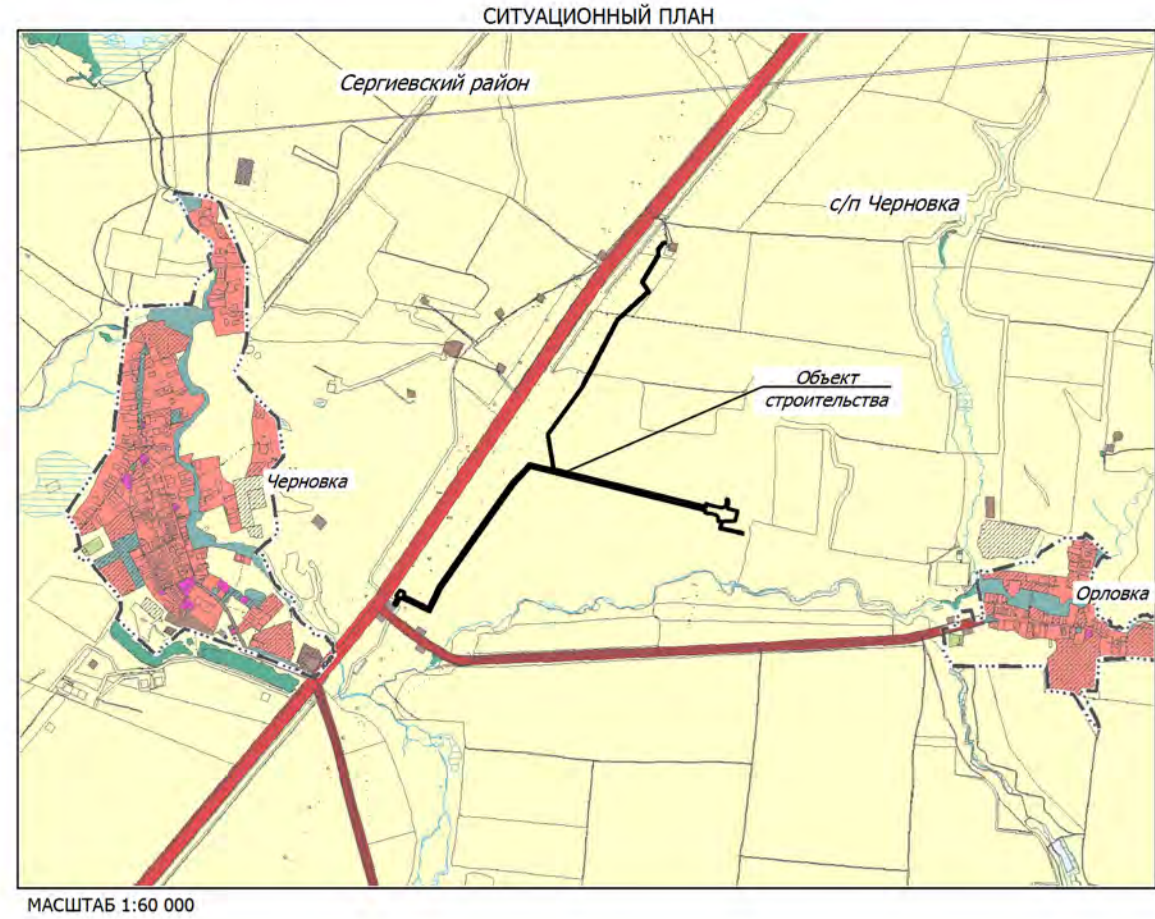 СИТУАЦИОННЫЙ ПЛАН
Сергиевский район
с/п Черновка
Объект
строительства
Черновка
Орловка
МАСШТАБ 1:60 000